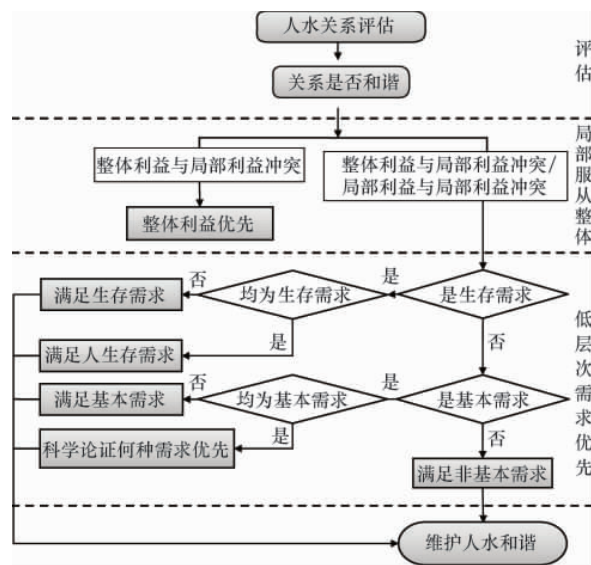 人水关系评估
关系是否和谐
评估
整体利益与局部利益冲突
整体利益与局部利益冲突/
局部利益与局部利益冲突
整体利益优先
局部服从整体
满足生存需求
否
均为生存需求
是
是生存需求
是
否
满足人生存需求
满足基本需求
否
均为基本需求
是
是基本需求
是
否
科学论证何种需求优先
满足非基本需求
低层次需求优先
维护人水和谐